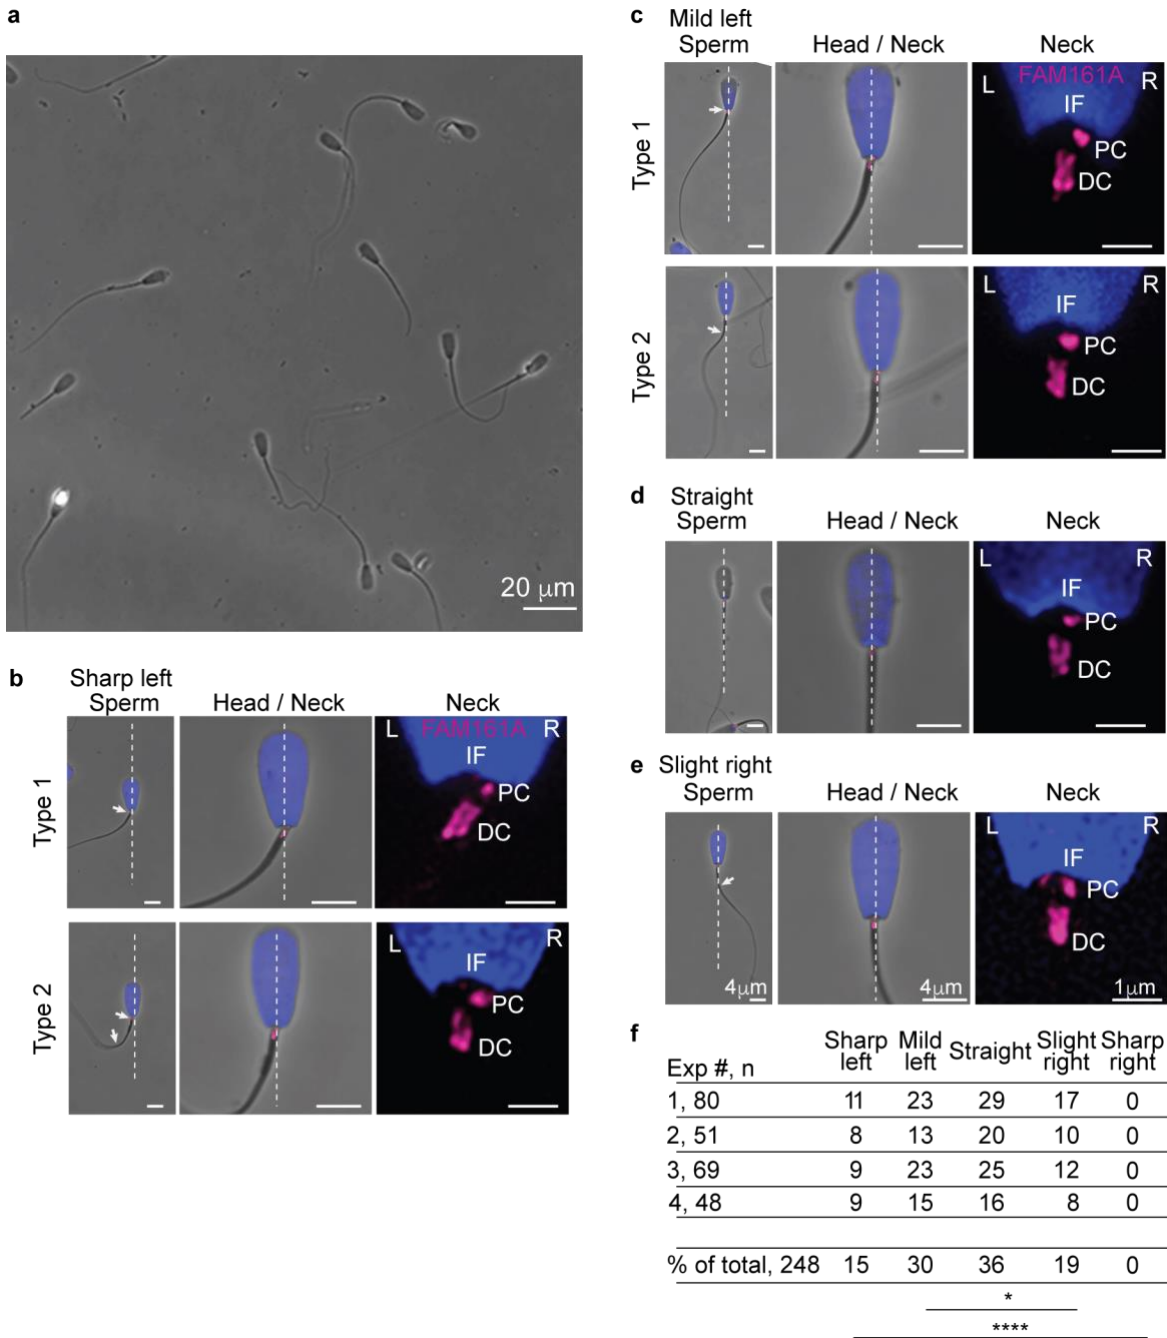 a
20 μm
b
Sharp left
Sperm
Head / Neck
Neck
Type 1
L
FAM161A
R
IF
PC
DC
Type 2
L
R
IF
PC
DC
c
Mild left
Sperm
Head / Neck
Neck
Type 1
L
FAM161A
R
IF
PC
DC
Type 2
L
R
IF
PC
DC
d
Straight
Sperm
Head / Neck
Neck
L
R
IF
PC
DC
e
Slight right
Sperm
Head / Neck
Neck
L
R
IF
PC
DC
4μm
4μm
1μm
f
Exp #, n Sharp left Mild left Straight Slight right Sharp right
1, 80 11 23 29 17 0
2, 51 8 13 20 10 0
3, 69 9 23 25 12 0
4, 48 9 15 16 8 0
% of total, 248 15 30 36 19 0
*
****